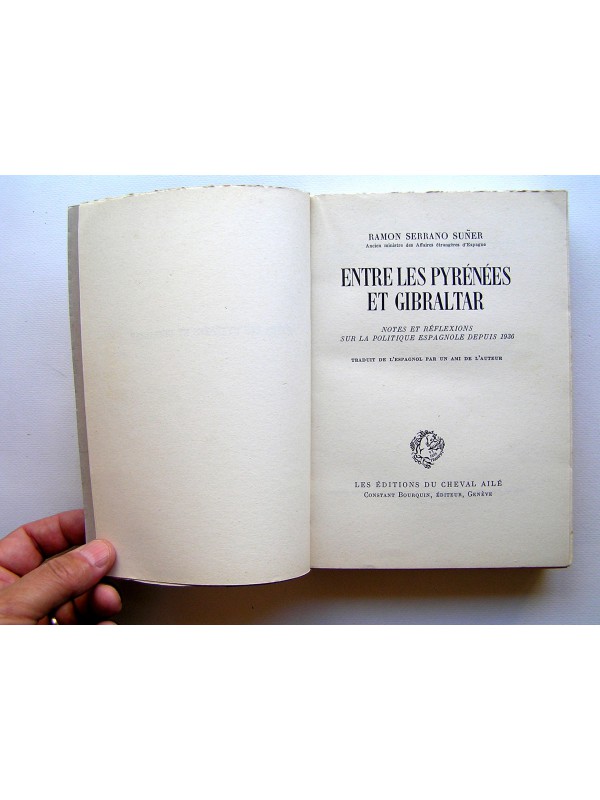 RAMON SERRANO SUÑER
Ancien ministre des Affaires étrangères d'Espagne
ENTRE LES PYRÉNÉES
ET GIBRALTAR
NOTES ET RÉFLEXIONS
SUR LA POLITIQUE ESPAGNOLE DEPUIS 1936
TRADUIT DE L'ESPAGNOL PAR UN AMI DE L'AUTEUR
LES ÉDITIONS DU CHEVAL AILÉ
CONSTANT BOURQUIN, ÉDITEUR, GENÈVE